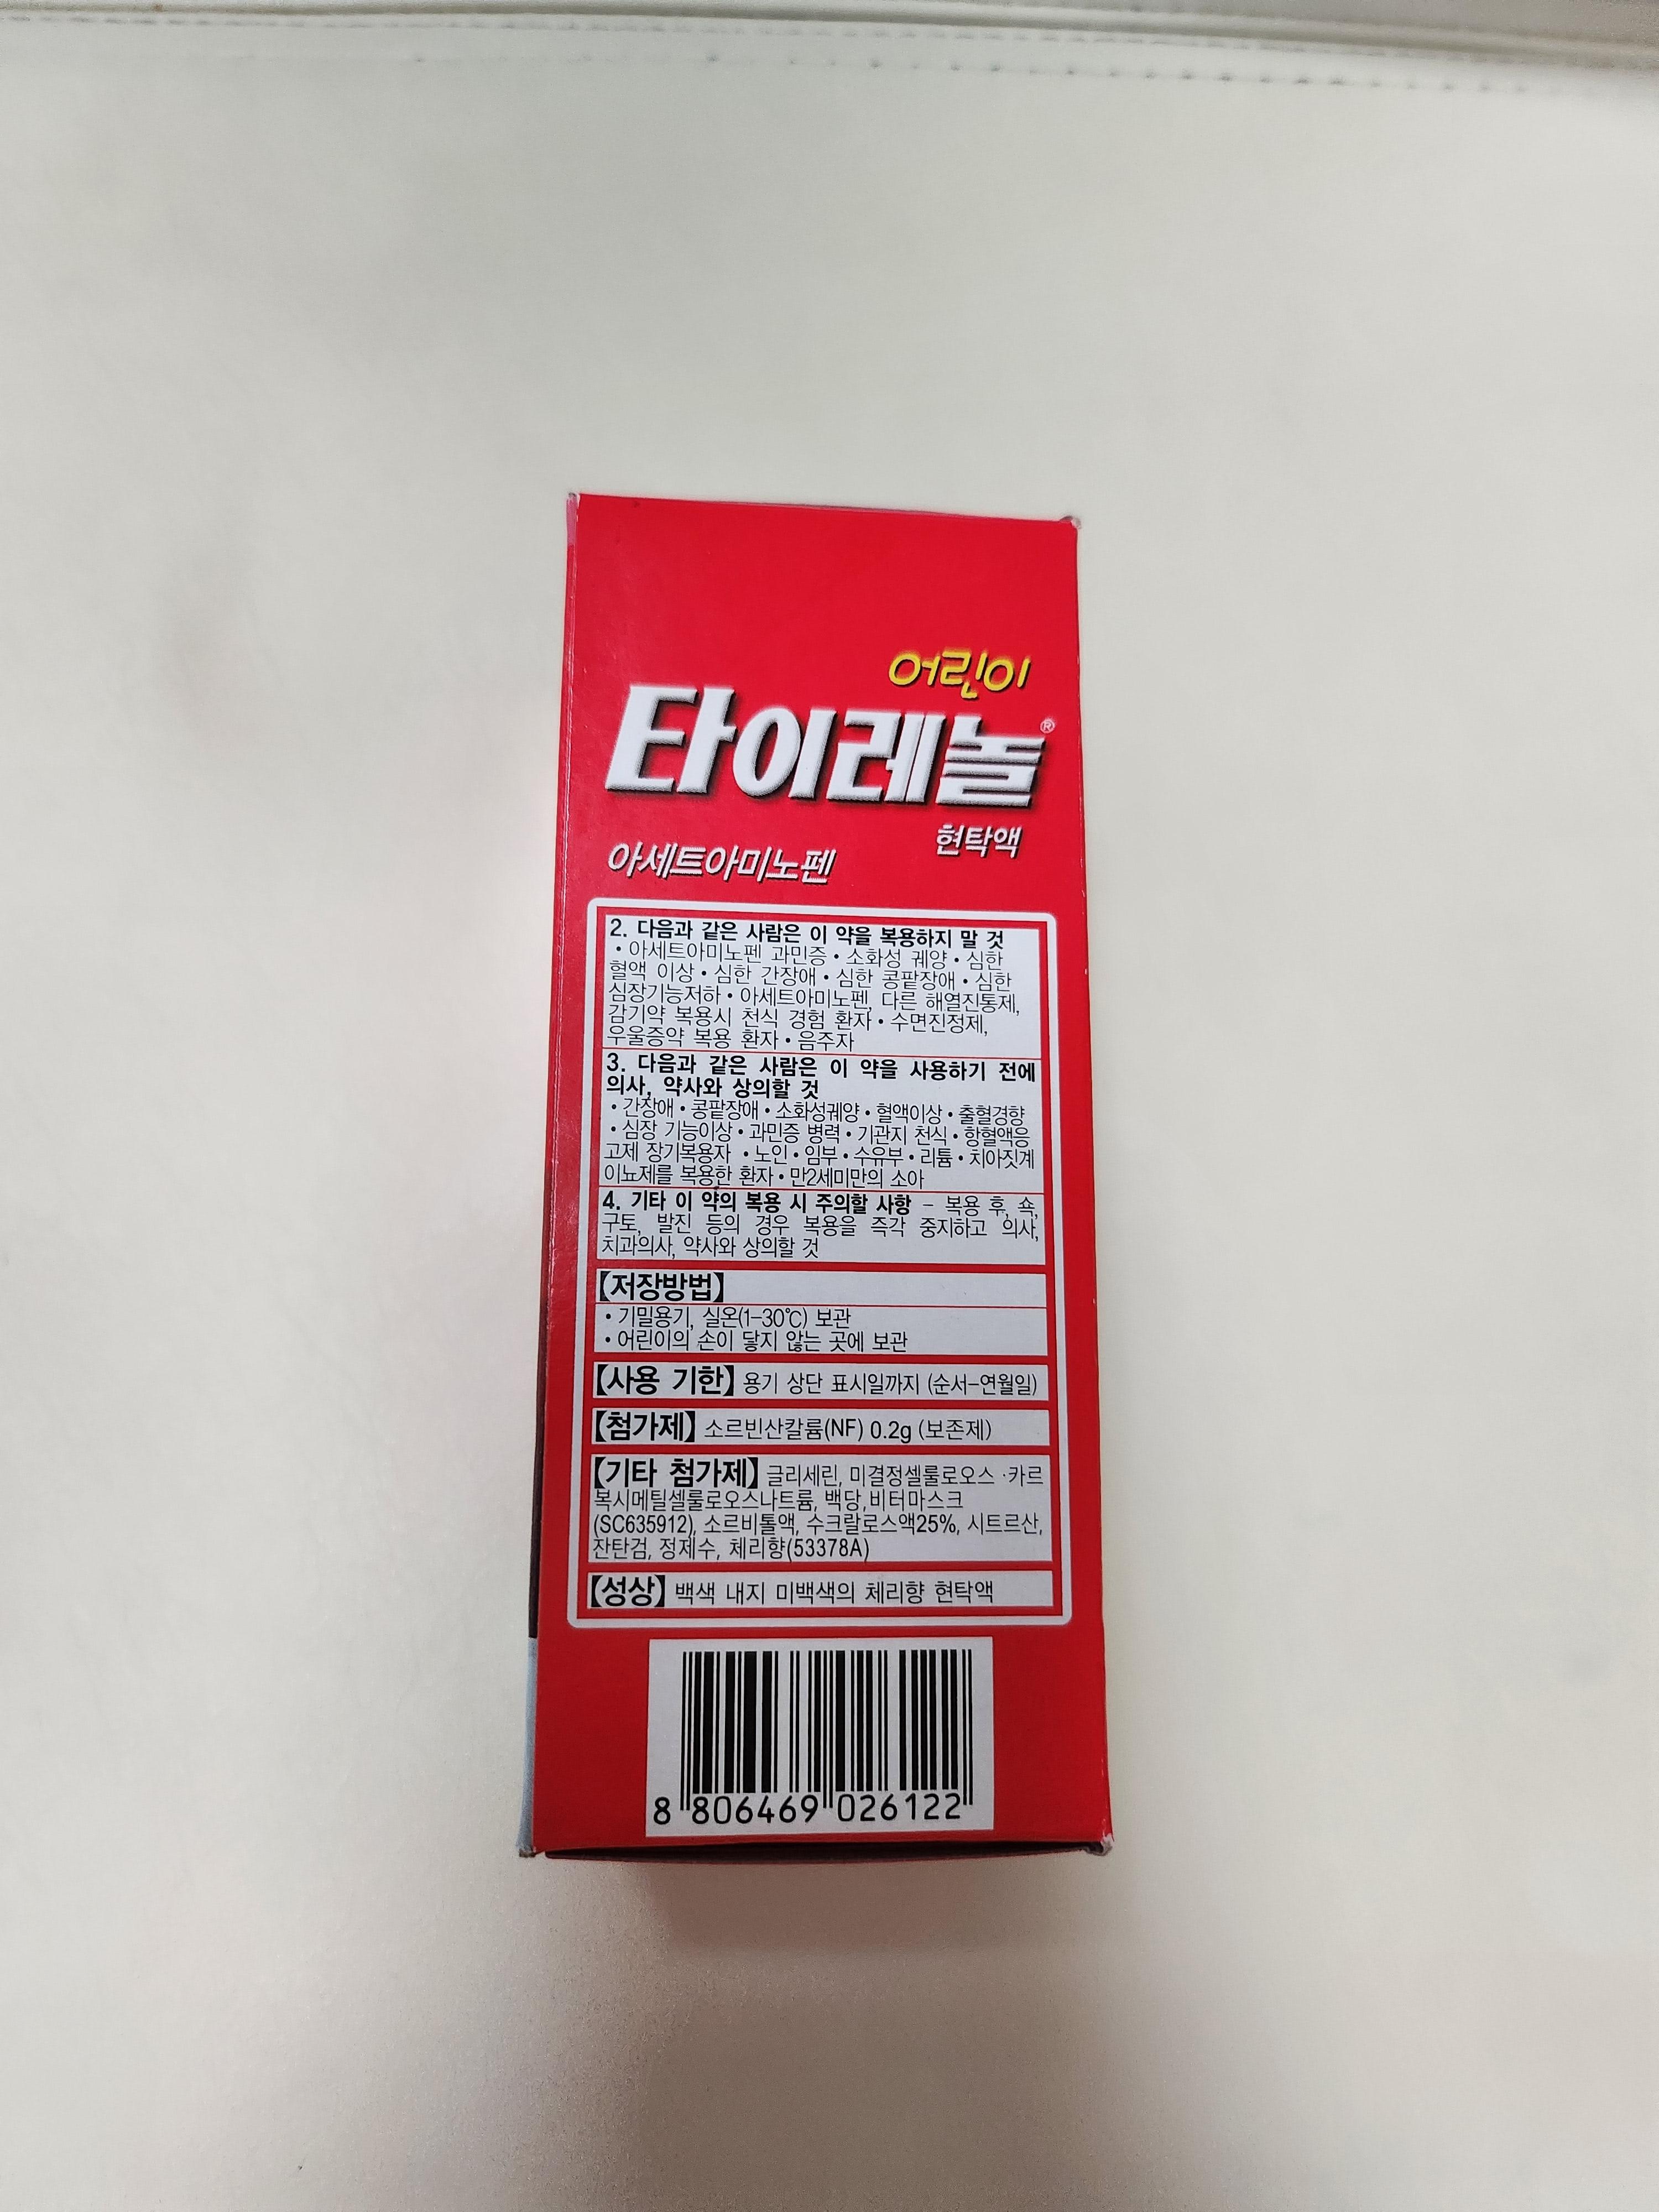 어린이
타이레놀®
현탁액
아세트아미노펜
2. 다음과 같은 사람은 이 약을 복용하지 말 것
• 아세트아미노펜 과민증 • 소화성 궤양 • 심한
혈액 이상 • 심한 간장애 • 심한 콩팥장애 • 심한
심장기능저하 • 아세트아미노펜, 다른 해열진통제,
감기약 복용시 천식 경험 환자 • 수면진정제,
우울증약 복용 환자 • 음주자
3. 다음과 같은 사람은 이 약을 사용하기 전에
의사, 약사와 상의할 것
• 간장애 • 콩팥장애 • 소화성궤양 • 혈액이상 • 출혈경향
• 심장 기능이상 • 과민증 병력 • 기관지 천식 • 항혈액응
고제 장기복용자 • 노인 • 임부 • 수유부 • 리튬 • 치아짓계
이뇨제를 복용한 환자 • 만2세미만의 소아
4. 기타 이 약의 복용 시 주의할 사항 - 복용 후, 쇽,
구토, 발진 등의 경우 복용을 즉각 중지하고 의사,
치과의사, 약사와 상의할 것
【저장방법】
• 기밀용기, 실온(1-30℃) 보관
• 어린이의 손이 닿지 않는 곳에 보관
【사용 기한】 용기 상단 표시일까지 (순서-연월일)
【첨가제】 소르빈산칼륨(NF) 0.2g (보존제)
【기타 첨가제】 글리세린, 미결정셀룰로오스 ·카르
복시메틸셀룰로오스나트륨, 백당, 비터마스크
(SC635912), 소르비톨액, 수크랄로스액25%, 시트르산,
잔탄검, 정제수, 체리향(53378A)
【성상】 백색 내지 미백색의 체리향 현탁액
8 806469 026122